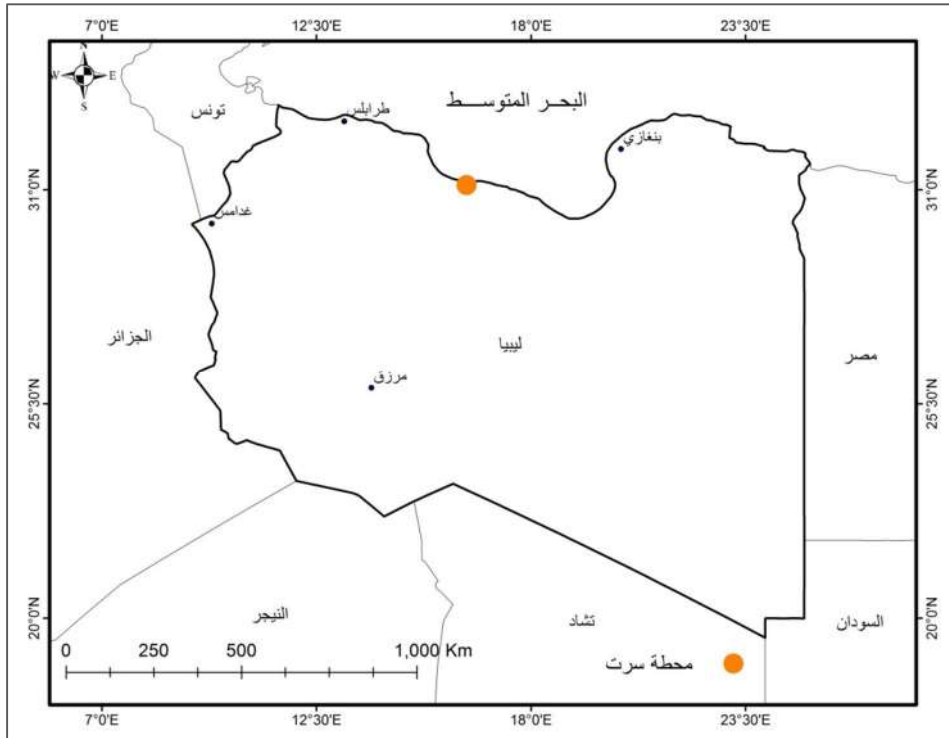 7°0'E 12°30'E 18°0'E 23°30'E
N
W E
S
البحـر المتوســـط
تونس
طرابلس
بنغازي
31°0'N 31°0'N
غدامس
الجزائر
ليبيا
مصر
مرزق
25°30'N 25°30'N
النيجر
تشاد
السودان
20°0'N 20°0'N
0 250 500 1,000 Km
محطة سرت
7°0'E 12°30'E 18°0'E 23°30'E